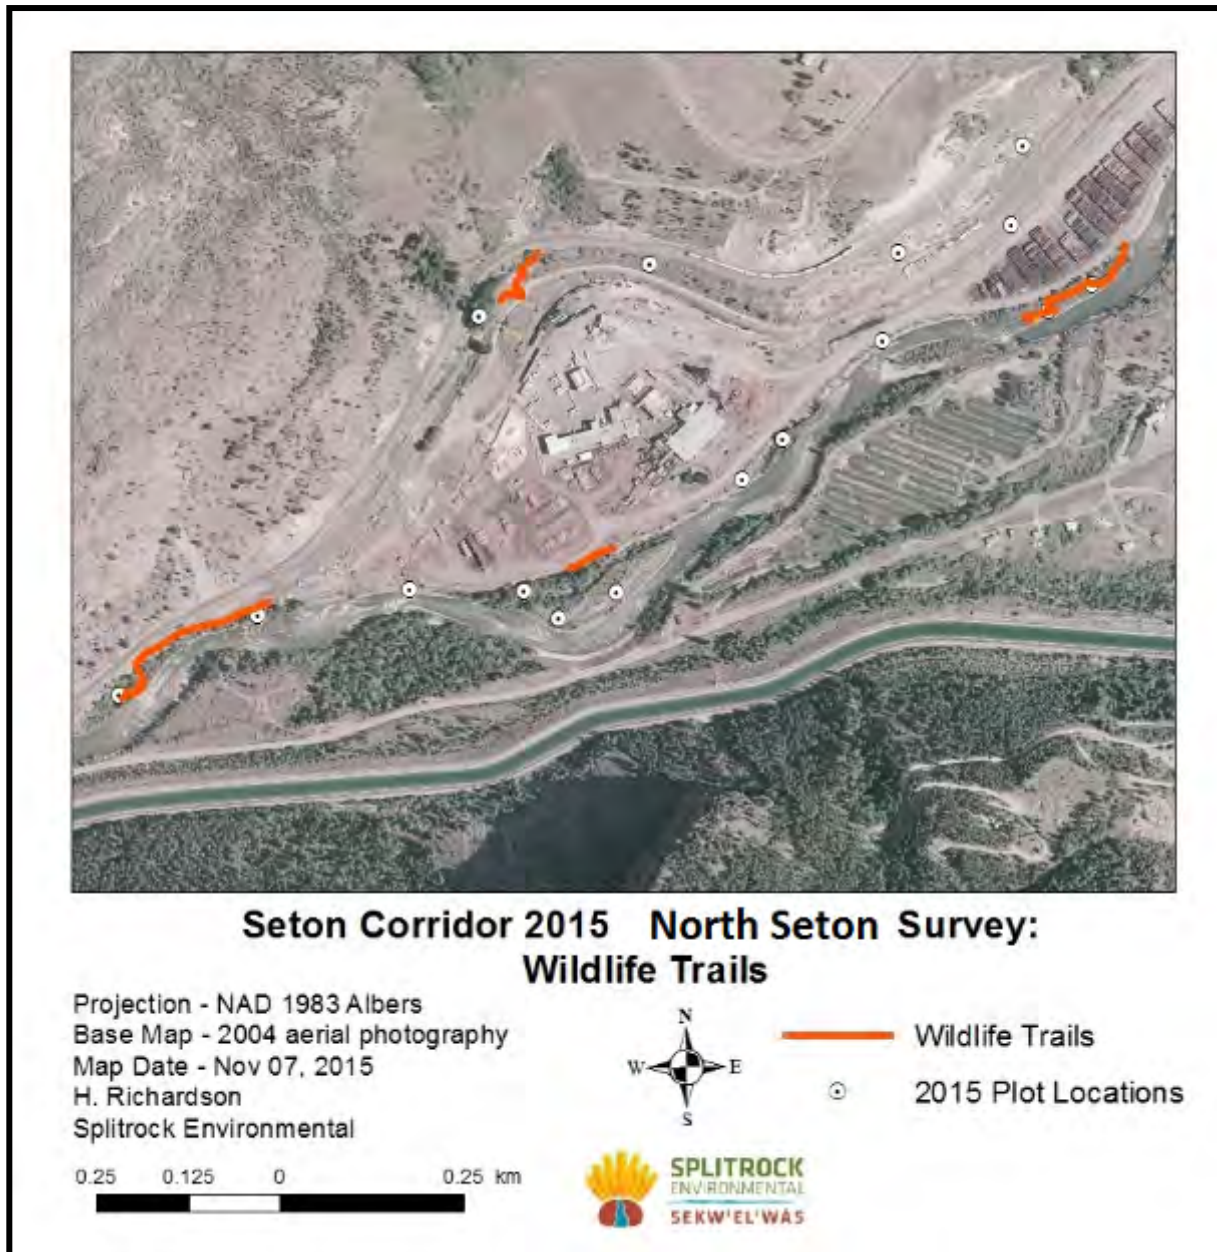 Seton Corridor 2015 North Seton Survey:
Wildlife Trails
Projection - NAD 1983 Albers
Base Map - 2004 aerial photography
Map Date - Nov 07, 2015
H. Richardson
Splitrock Environmental
N
W E
S
Wildlife Trails
2015 Plot Locations
0.25 0.125 0 0.25 km
SPLITROCK
ENVIRONMENTAL
SEKW'EL'WAS